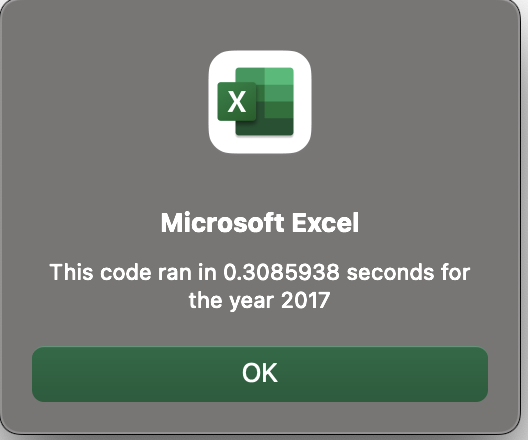 X
Microsoft Excel
This code ran in 0.3085938 seconds for
the year 2017
OK